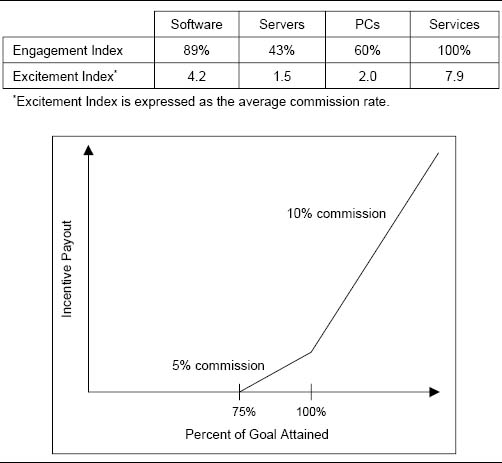 Software Servers PCs Services
Engagement Index 89% 43% 60% 100%
Excitement Index* 4.2 1.5 2.0 7.9
*Excitement Index is expressed as the average commission rate.
Incentive Payout
10% commission
5% commission
75% 100%
Percent of Goal Attained